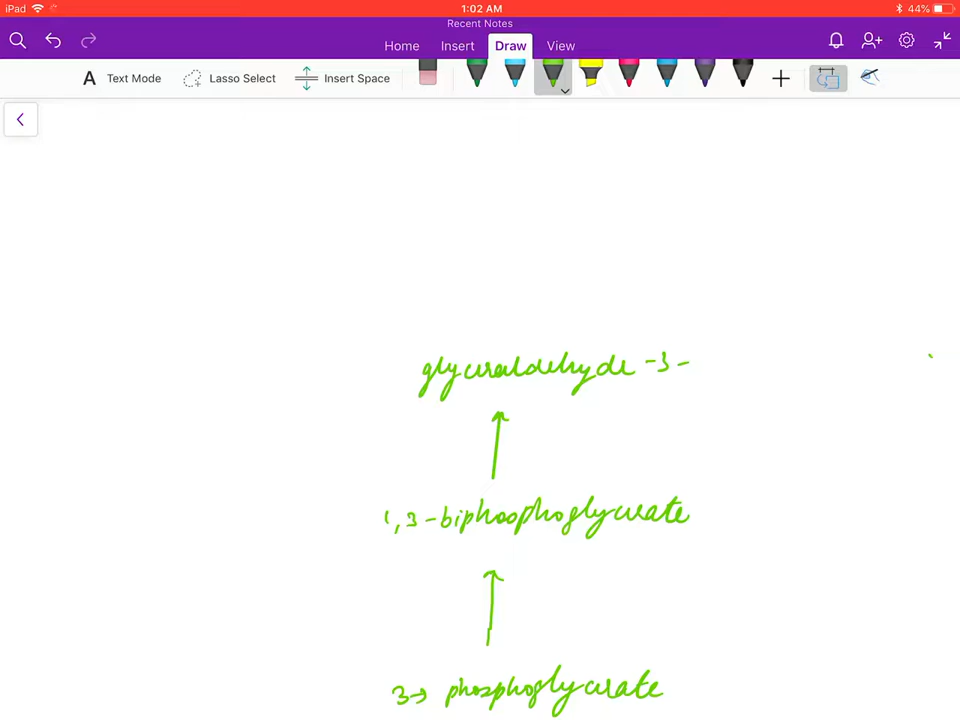 iPad 1:02 AM 44%
Recent Notes
Home Insert Draw View
A Text Mode Lasso Select Insert Space
glyceraldehyde -3-
↑
1,3-biphosphoglycerate
↑
3→ phosphoglycerate